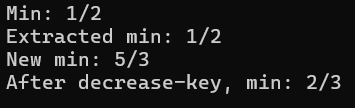 Min: 1/2
Extracted min: 1/2
New min: 5/3
After decrease-key, min: 2/3